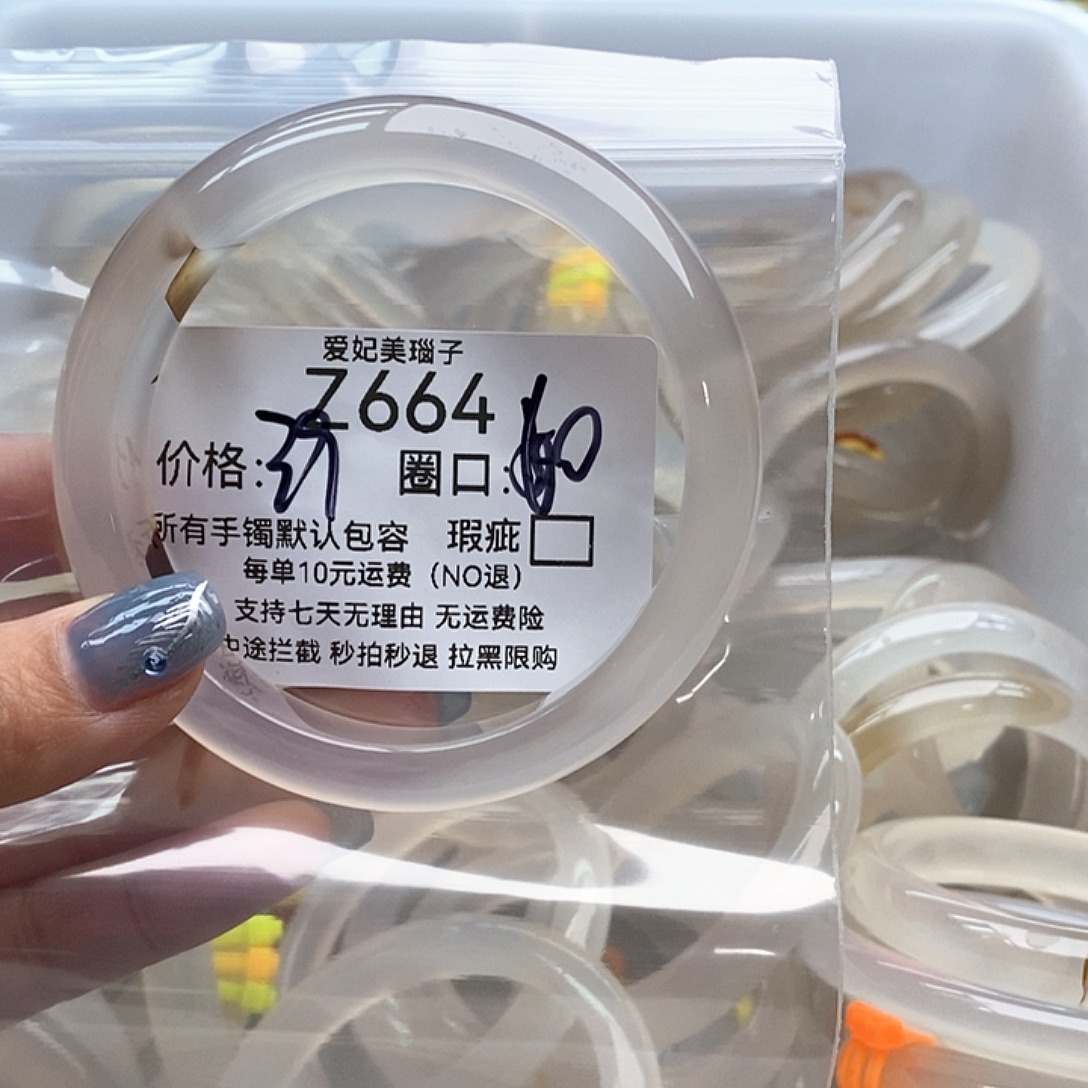 爱妃美瑙子
Z664
价格: 圈口:
所有手镯默认包容 瑕疵
每单10元运费（NO退）
支持七天无理由 无运费险
中途拦截 秒拍秒退 拉黑限购